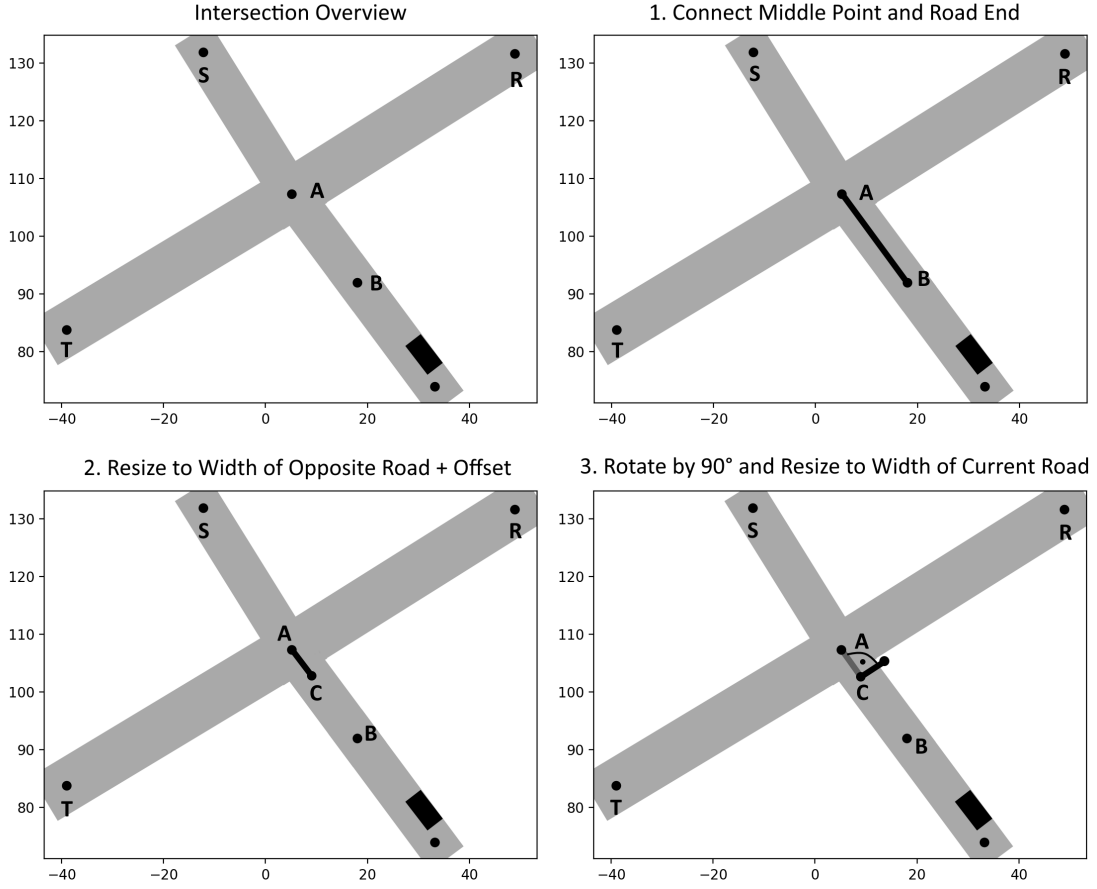 Intersection Overview
130
120
110
100
90
80
−40
−20
0
20
40
S
R
A
B
T
1. Connect Middle Point and Road End
130
120
110
100
90
80
−40
−20
0
20
40
S
R
A
B
T
2. Resize to Width of Opposite Road + Offset
130
120
110
100
90
80
−40
−20
0
20
40
S
R
A
C
B
T
3. Rotate by 90° and Resize to Width of Current Road
130
120
110
100
90
80
−40
−20
0
20
40
S
R
A
C
B
T